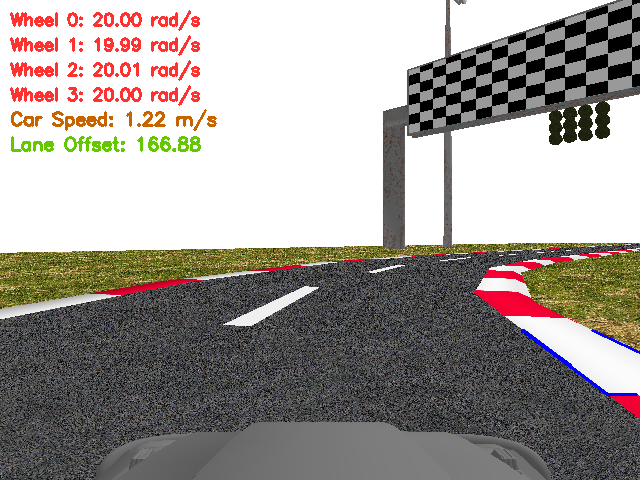 Wheel 0: 20.00 rad/s
Wheel 1: 19.99 rad/s
Wheel 2: 20.01 rad/s
Wheel 3: 20.00 rad/s
Car Speed: 1.22 m/s
Lane Offset: 166.88